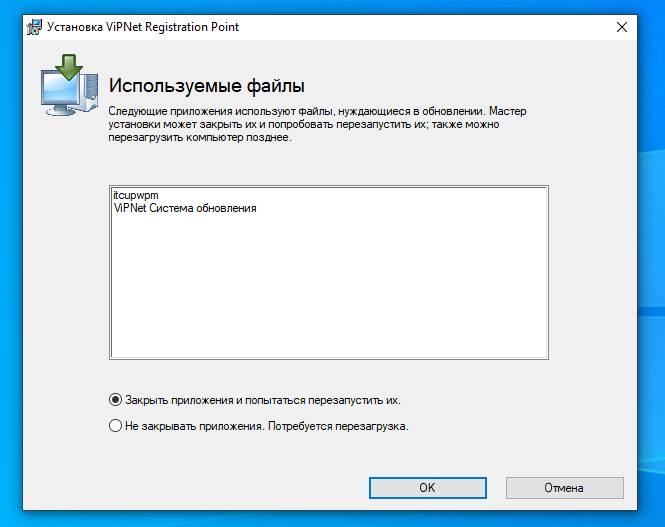 Установка ViPNet Registration Point
Используемые файлы
Следующие приложения используют файлы, нуждающиеся в обновлении. Мастер
установки может закрыть их и попробовать перезапустить их; также можно
перезагрузить компьютер позднее.
itcupwpm
ViPNet Система обновления
Закрыть приложения и попытаться перезапустить их.
Не закрывать приложения. Потребуется перезагрузка.
OK
Отмена